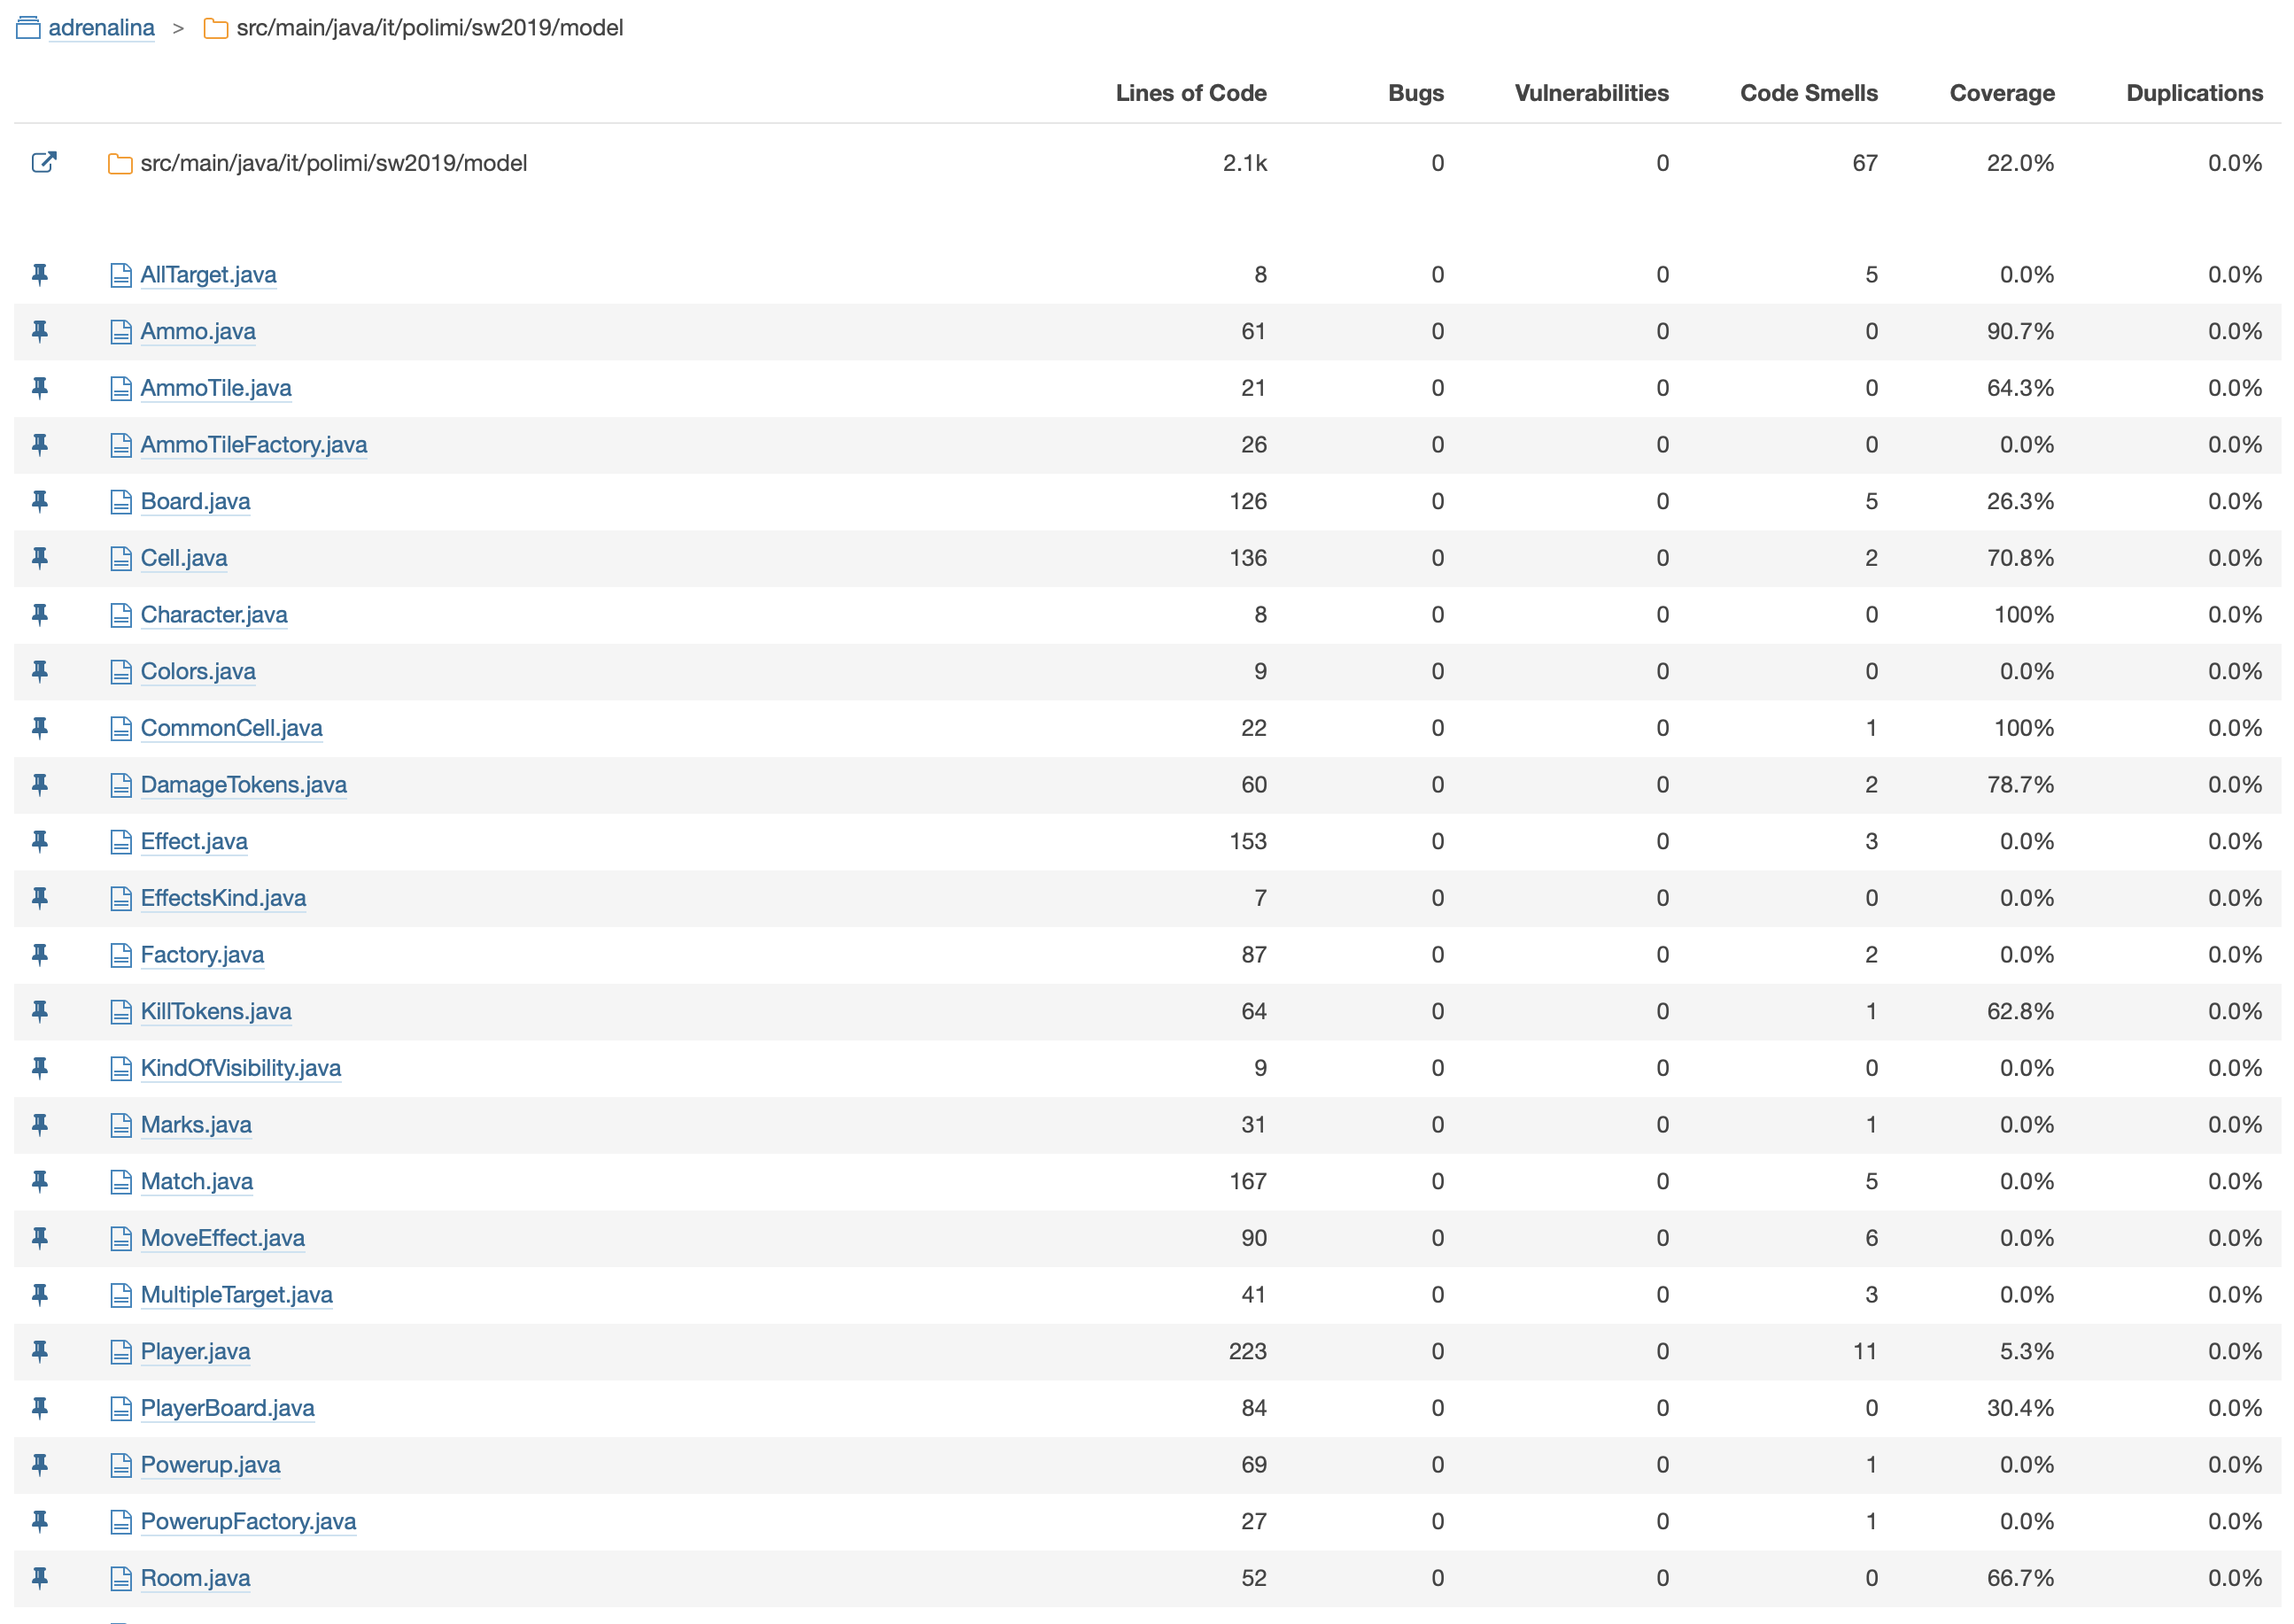 adrenalina > src/main/java/it/polimi/sw2019/model
Lines of Code Bugs Vulnerabilities Code Smells Coverage Duplications
src/main/java/it/polimi/sw2019/model 2.1k 0 0 67 22.0% 0.0%
AllTarget.java 8 0 0 5 0.0% 0.0%
Ammo.java 61 0 0 0 90.7% 0.0%
AmmoTile.java 21 0 0 0 64.3% 0.0%
AmmoTileFactory.java 26 0 0 0 0.0% 0.0%
Board.java 126 0 0 5 26.3% 0.0%
Cell.java 136 0 0 2 70.8% 0.0%
Character.java 8 0 0 0 100% 0.0%
Colors.java 9 0 0 0 0.0% 0.0%
CommonCell.java 22 0 0 1 100% 0.0%
DamageTokens.java 60 0 0 2 78.7% 0.0%
Effect.java 153 0 0 3 0.0% 0.0%
EffectsKind.java 7 0 0 0 0.0% 0.0%
Factory.java 87 0 0 2 0.0% 0.0%
KillTokens.java 64 0 0 1 62.8% 0.0%
KindOfVisibility.java 9 0 0 0 0.0% 0.0%
Marks.java 31 0 0 1 0.0% 0.0%
Match.java 167 0 0 5 0.0% 0.0%
MoveEffect.java 90 0 0 6 0.0% 0.0%
MultipleTarget.java 41 0 0 3 0.0% 0.0%
Player.java 223 0 0 11 5.3% 0.0%
PlayerBoard.java 84 0 0 0 30.4% 0.0%
Powerup.java 69 0 0 1 0.0% 0.0%
PowerupFactory.java 27 0 0 1 0.0% 0.0%
Room.java 52 0 0 0 66.7% 0.0%